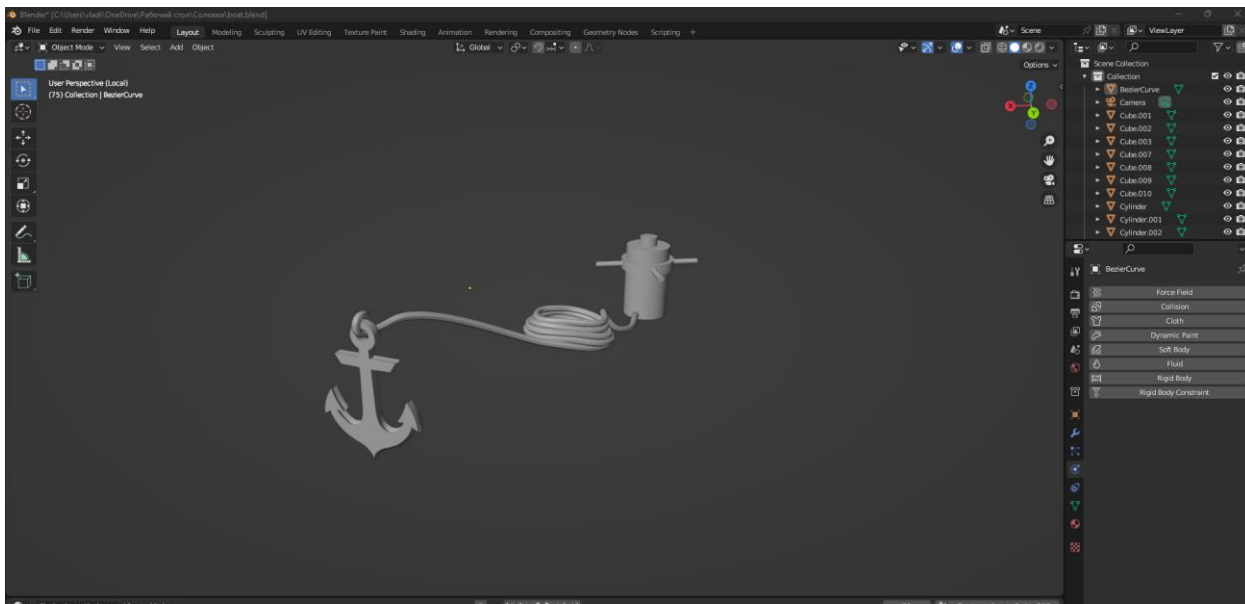 Blender* [C:\Users\vladi\OneDrive\Рабочий стол\Соловки\boat.blend]
File Edit Render Window Help Layout Modeling Sculpting UV Editing Texture Paint Shading Animation Rendering Compositing Geometry Nodes Scripting + Scene ViewLayer
Object Mode View Select Add Object Global
Options
User Perspective (Local)
(75) Collection | BezierCurve
Z
X
Y
Scene Collection
Collection
BezierCurve
Camera
Cube.001
Cube.002
Cube.003
Cube.007
Cube.008
Cube.009
Cube.010
Cylinder
Cylinder.001
Cylinder.002
BezierCurve
Force Field
Collision
Cloth
Dynamic Paint
Soft Body
Fluid
Rigid Body
Rigid Body Constraint